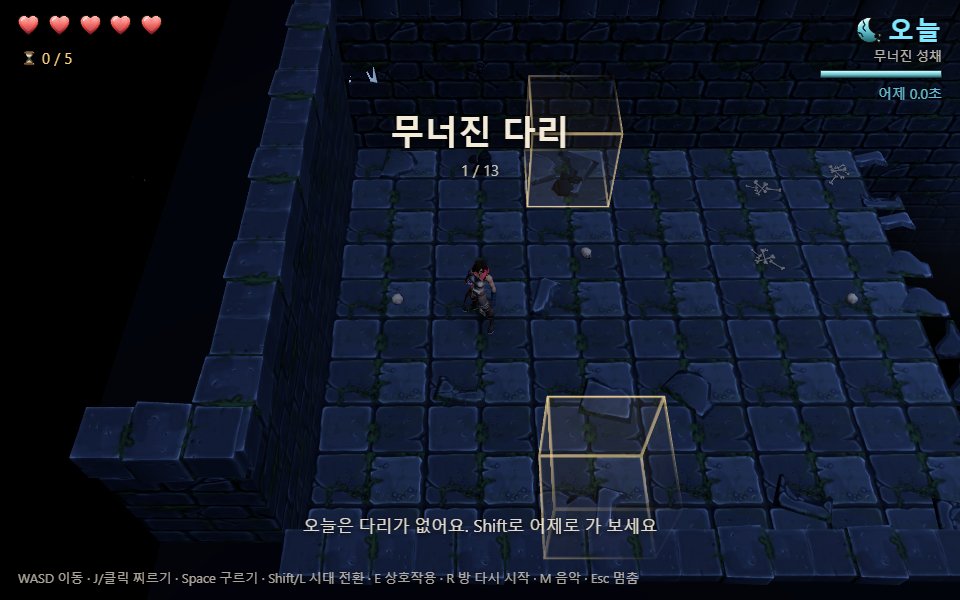 0 / 5
오늘
무너진 성채
어제 0.0초
무너진 다리
1 / 13
오늘은 다리가 없어요. Shift로 어제로 가 보세요
WASD 이동 · J/클릭 찌르기 · Space 구르기 · Shift/L 시대 전환 · E 상호작용 · R 방 다시 시작 · M 음악 · Esc 멈춤